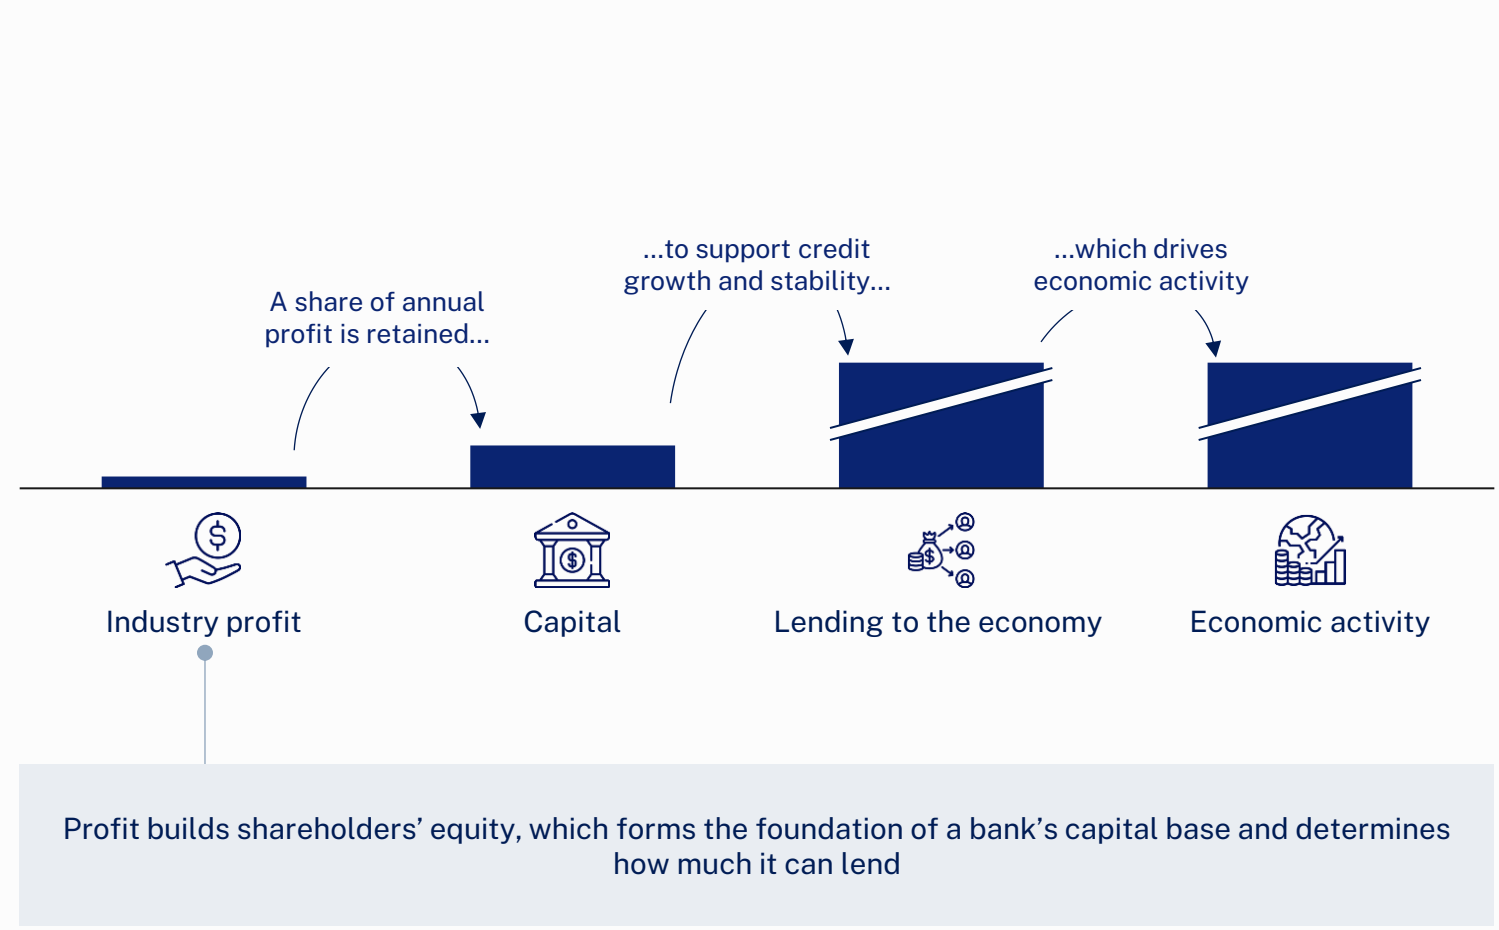 …to support credit
growth and stability…
…which drives
economic activity
A share of annual
profit is retained…
Industry profit
Capital
Lending to the economy
Economic activity
Profit builds shareholders’ equity, which forms the foundation of a bank’s capital base and determines
how much it can lend